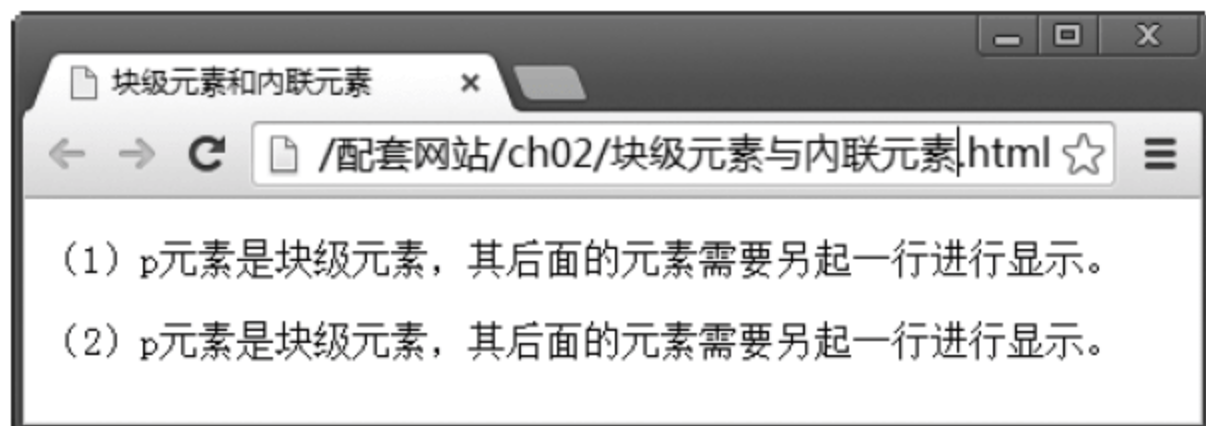 块级元素和内联元素
/配套网站/ch02/块级元素与内联元素.html
（1）p元素是块级元素，其后面的元素需要另起一行进行显示。
（2）p元素是块级元素，其后面的元素需要另起一行进行显示。